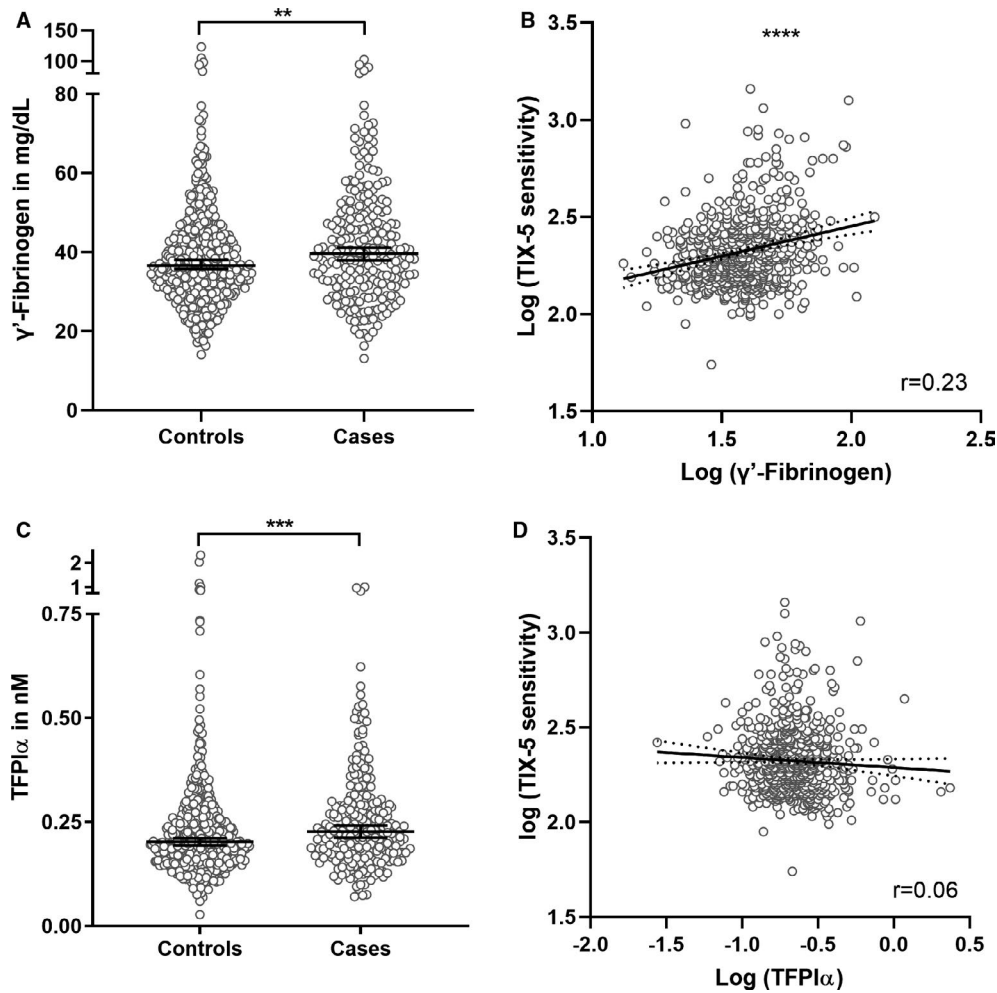 A
**
150
100
80
60
40
20
0
γ’-Fibrinogen in mg/dL
Controls Cases
B
****
3.5
3.0
2.5
2.0
1.5
Log (TIX-5 sensitivity)
r=0.23
1.0 1.5 2.0 2.5
Log (γ’-Fibrinogen)
C
***
2
1
0.75
0.50
0.25
0.00
TFPIα in nM
Controls Cases
D
3.5
3.0
2.5
2.0
1.5
log (TIX-5 sensitivity)
r=0.06
-2.0 -1.5 -1.0 -0.5 0.0 0.5
Log (TFPIα)